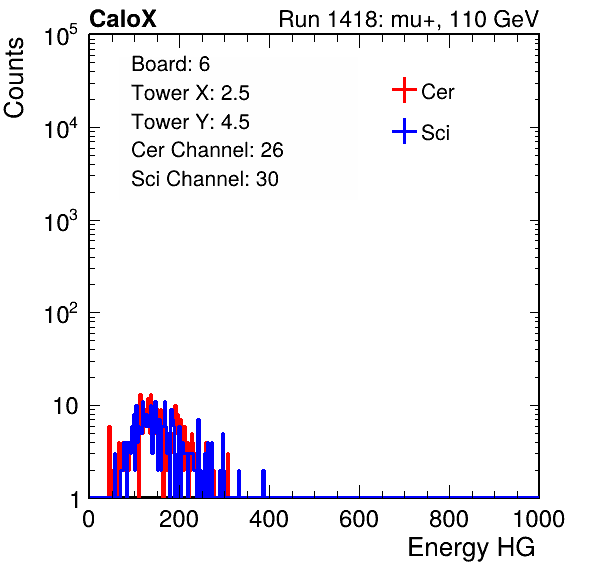 CaloX Run 1418: mu+, 110 GeV
Counts
Board: 6
Tower X: 2.5
Tower Y: 4.5
Cer Channel: 26
Sci Channel: 30
Cer
Sci
10^5
10^4
10^3
10^2
10
1
0 200 400 600 800 1000
Energy HG